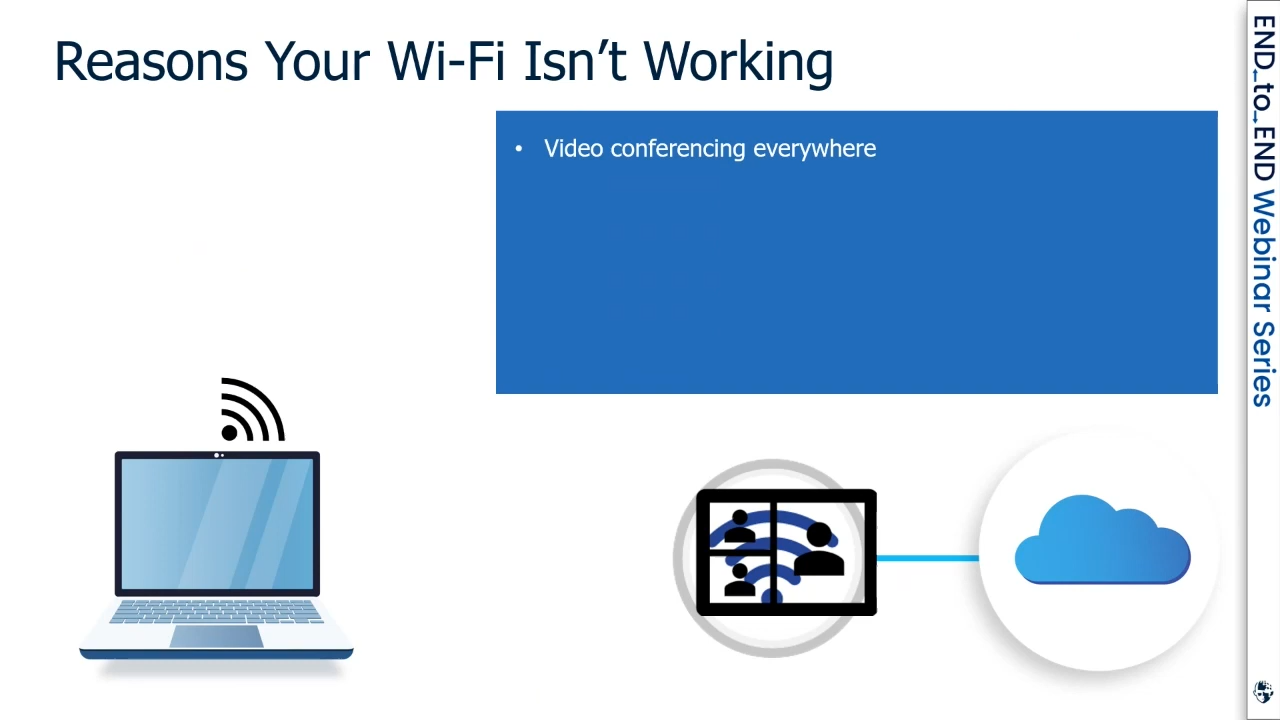 Reasons Your Wi-Fi Isn’t Working
• Video conferencing everywhere
END_to_END Webinar Series